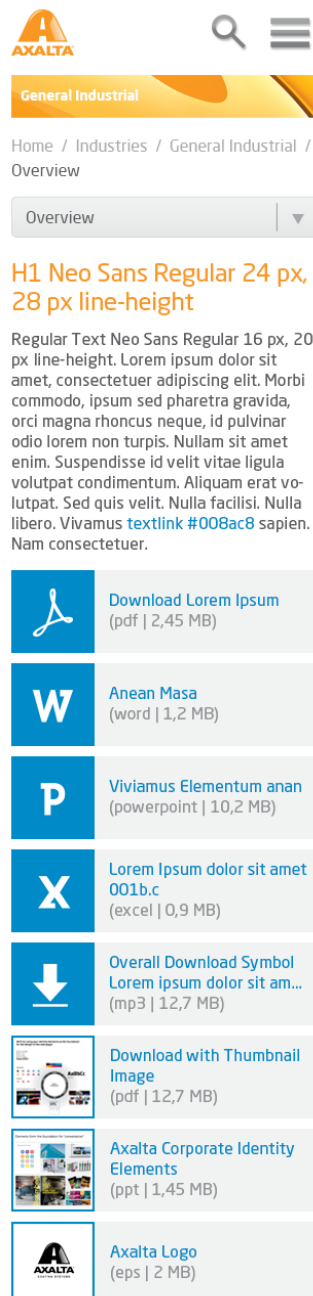 AXALTA
General Industrial
Home / Industries / General Industrial /
Overview
Overview
H1 Neo Sans Regular 24 px,
28 px line-height
Regular Text Neo Sans Regular 16 px, 20
px line-height. Lorem ipsum dolor sit
amet, consectetuer adipiscing elit. Morbi
commodo, ipsum sed pharetra gravida,
orci magna rhoncus neque, id pulvinar
odio lorem non turpis. Nullam sit amet
enim. Suspendisse id velit vitae ligula
volutpat condimentum. Aliquam erat vo-
lutpat. Sed quis velit. Nulla facilisi. Nulla
libero. Vivamus textlink #008ac8 sapien.
Nam consectetuer.
Download Lorem Ipsum
(pdf | 2,45 MB)
W
Anean Masa
(word | 1,2 MB)
P
Viviamus Elementum anan
(powerpoint | 10,2 MB)
X
Lorem Ipsum dolor sit amet
001b.c
(excel | 0,9 MB)
Overall Download Symbol
Lorem ipsum dolor sit am...
(mp3 | 12,7 MB)
Download with Thumbnail
Image
(pdf | 12,7 MB)
Axalta Corporate Identity
Elements
(ppt | 1,45 MB)
AXALTA
COATING SYSTEMS
Axalta Logo
(eps | 2 MB)